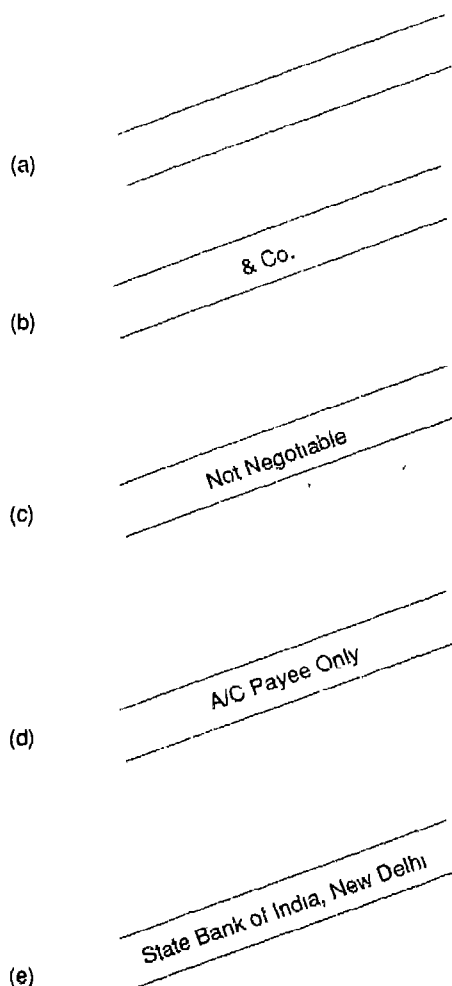 (a)
& Co.
(b)
Not Negotiable
(c)
A/C Payee Only
(d)
State Bank of India, New Delhi
(e)